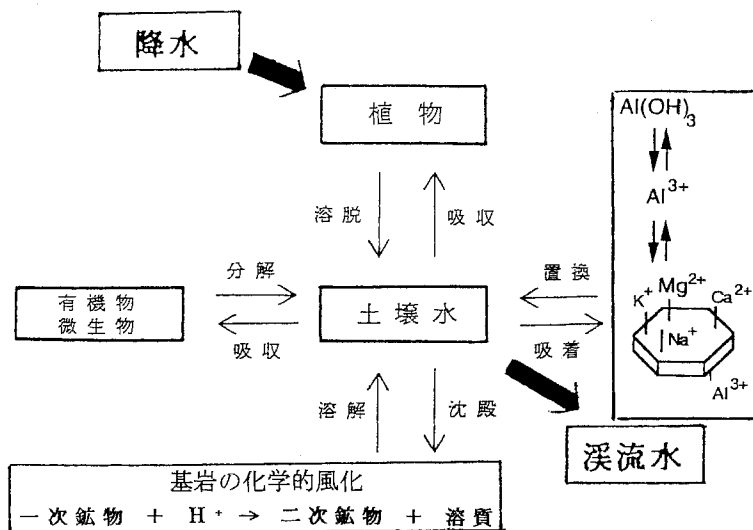 降水
植物
Al(OH)3
Al3+
溶脱
吸収
分解
置換
有機物
微生物
土壌水
K+
Mg2+
Ca2+
Na+
Al3+
吸収
吸着
溶解
沈殿
渓流水
基岩の化学的風化
一次鉱物 + H+ → 二次鉱物 + 溶質